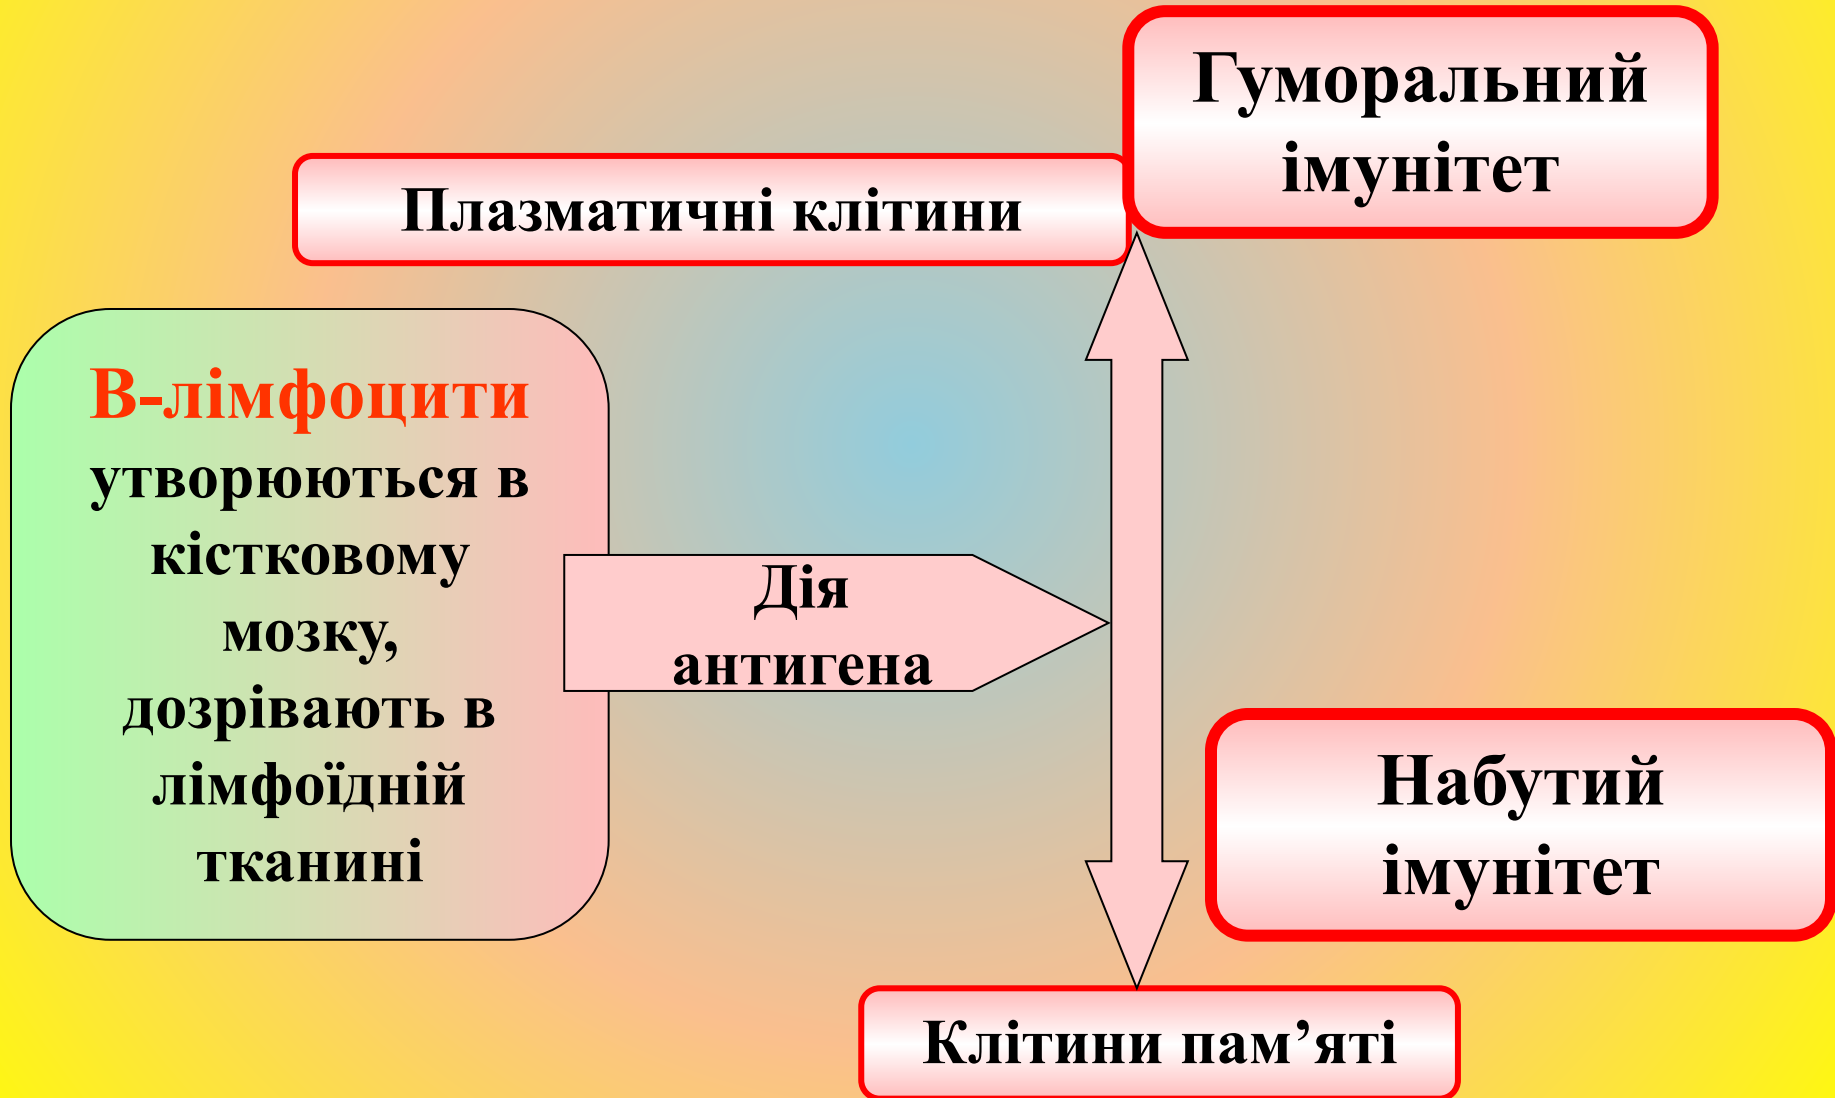 Гуморальний
імунітет
Плазматичні клітини
В-лімфоцити
утворюються в
кістковому
мозку,
дозрівають в
лімфоїдній
тканині
Дія
антигена
Набутий
імунітет
Клітини пам’яті